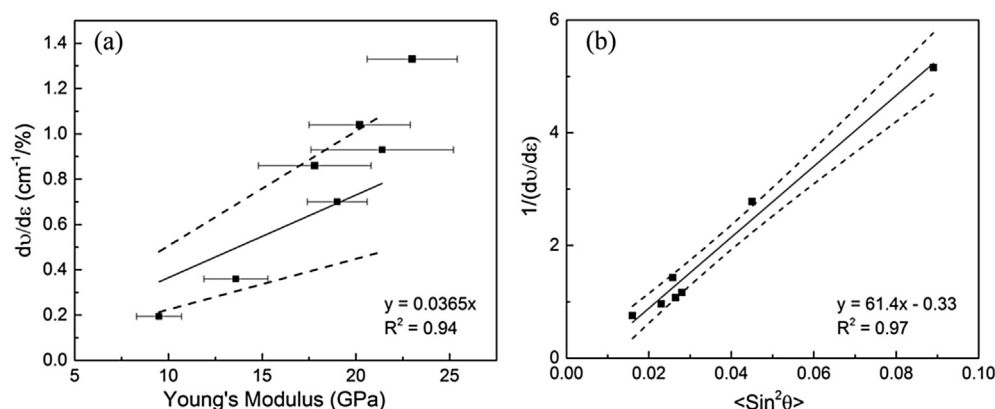 (a)
1.4
1.2
1.0
0.8
0.6
0.4
0.2
0.0
dυ/dε (cm⁻¹/%)
5
10
15
20
25
Young's Modulus (GPa)
y = 0.0365x
R² = 0.94
(b)
6
4
2
0
1/(dυ/dε)
0.00
0.02
0.04
0.06
0.08
0.10
<Sin²θ>
y = 61.4x - 0.33
R² = 0.97